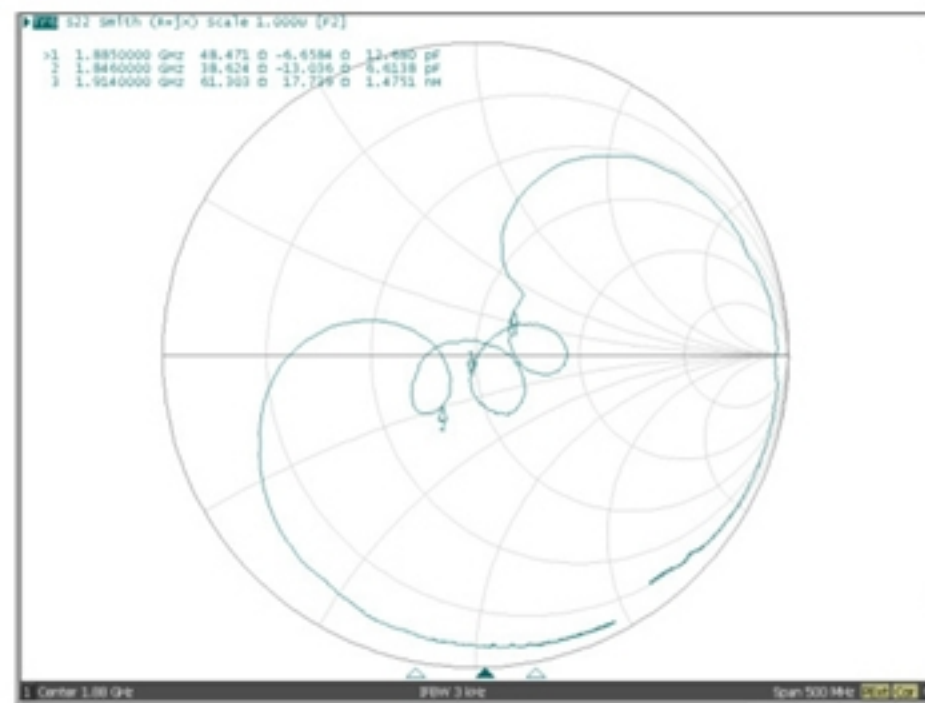 S22 Smith (R+jX) Scale 1.000U [F2]
>1 1.8850000 GHz 48.471 Ω -6.6584 Ω 12.680 pF
2 1.8460000 GHz 38.624 Ω -13.036 Ω 6.6138 pF
3 1.9140000 GHz 61.303 Ω 17.739 Ω 1.4751 nH
1 Center 1.88 GHz IFBW 3 kHz Span 500 MHz Cor